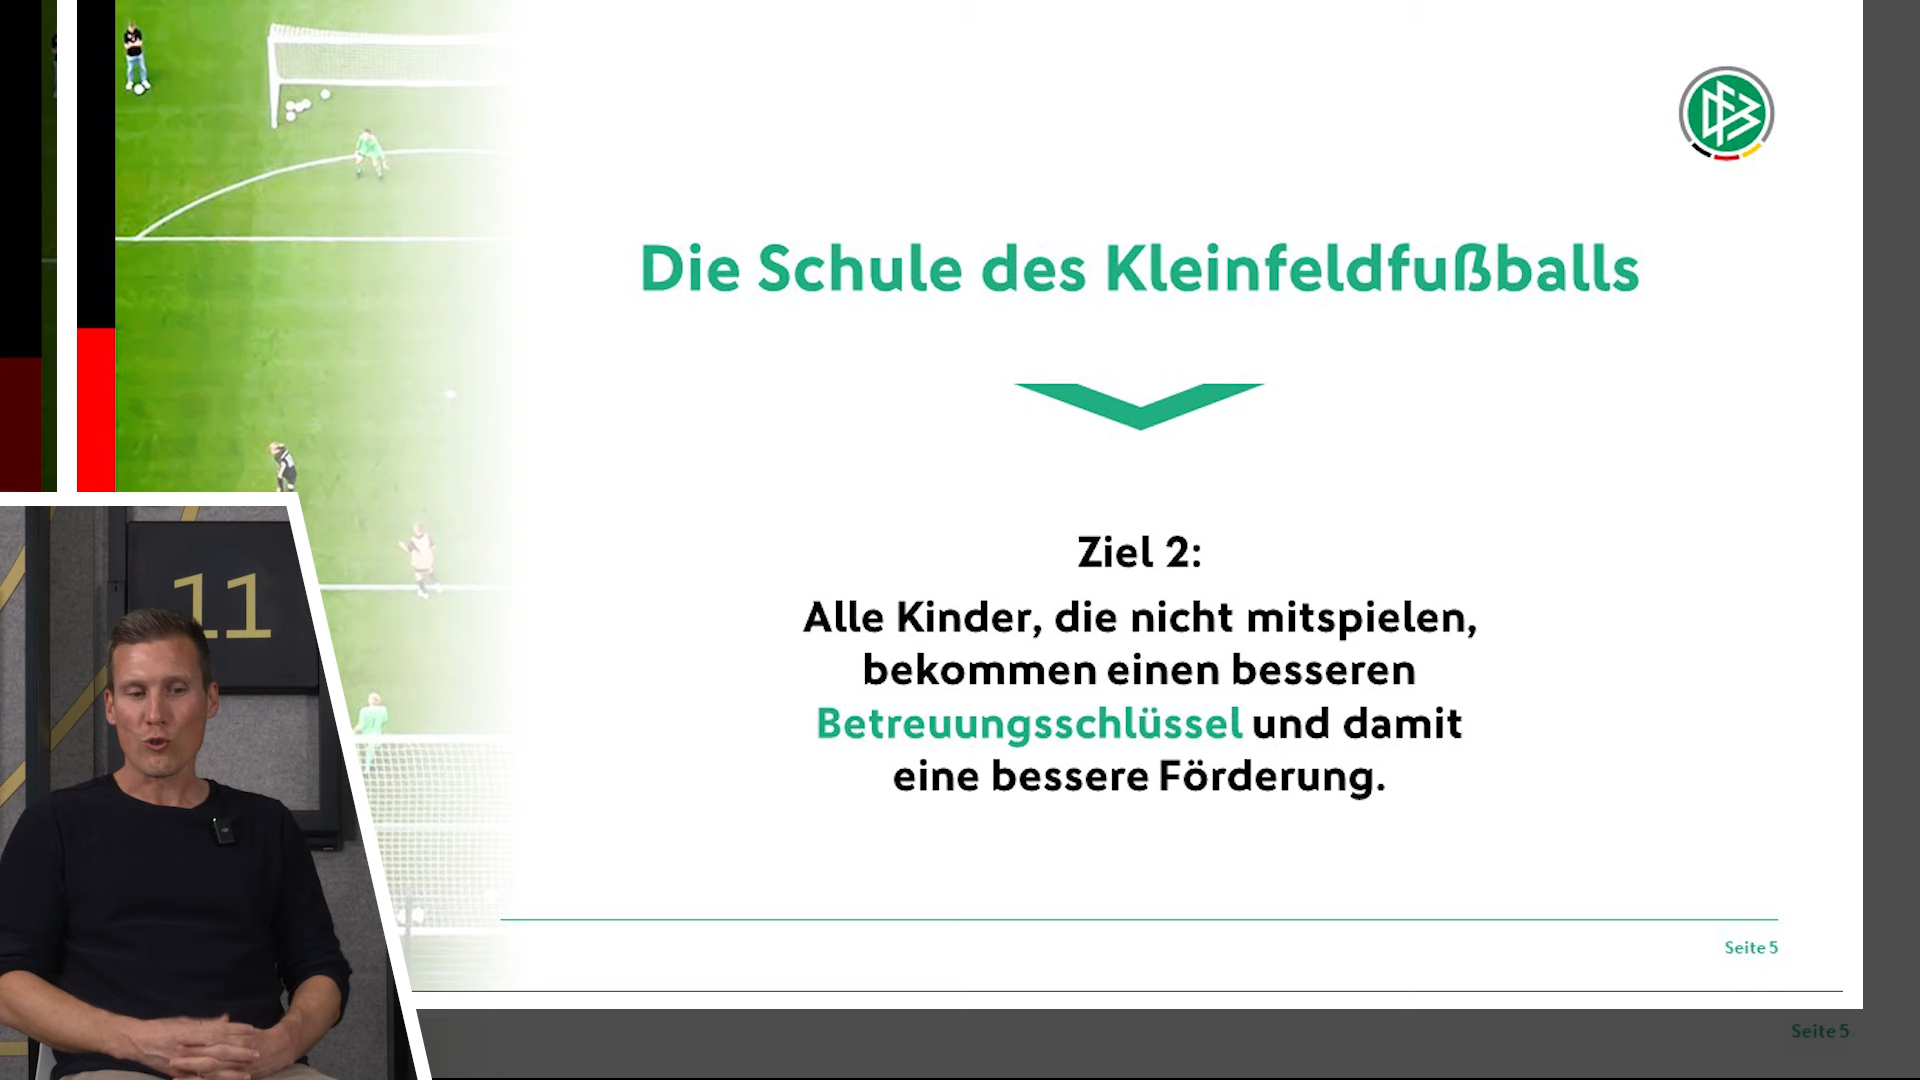 DFB
Die Schule des Kleinfeldfußballs
Ziel 2:
Alle Kinder, die nicht mitspielen,
bekommen einen besseren
Betreuungsschlüssel und damit
eine bessere Förderung.
Seite 5
Seite 5
11